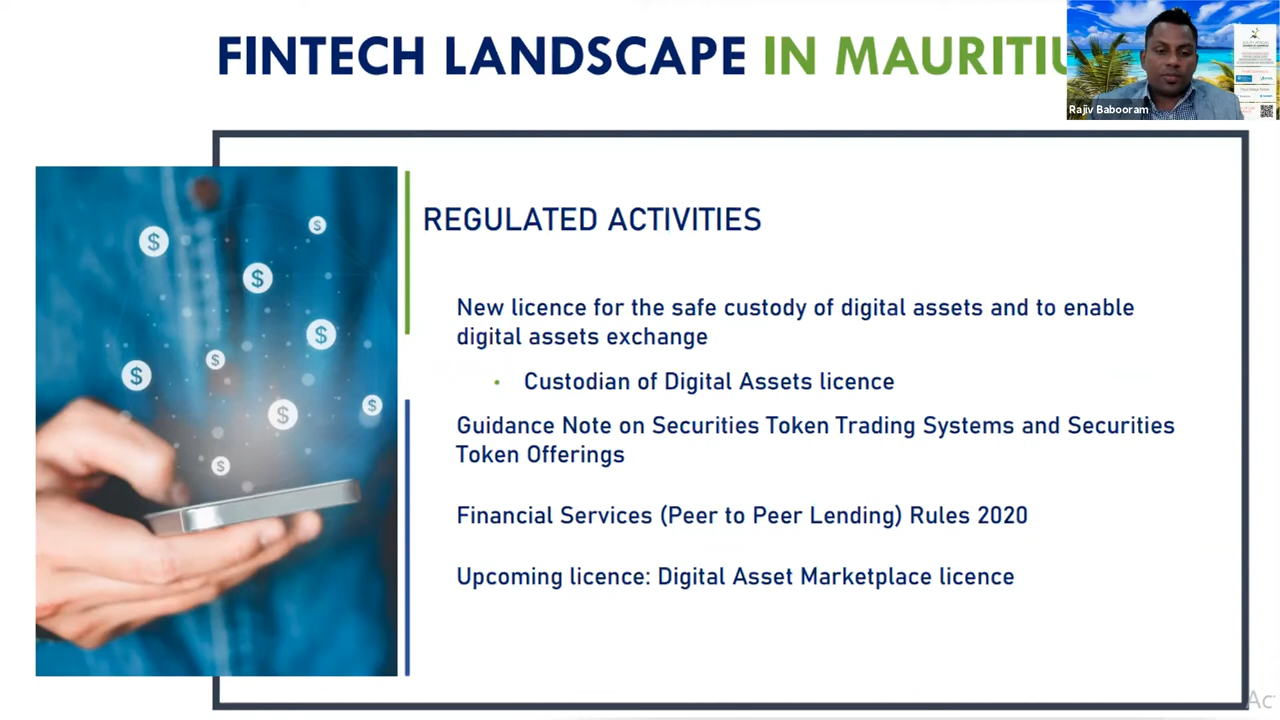 FINTECH LANDSCAPE IN MAURITIU
Rajiv Babooram
REGULATED ACTIVITIES
New licence for the safe custody of digital assets and to enable
digital assets exchange
• Custodian of Digital Assets licence
Guidance Note on Securities Token Trading Systems and Securities
Token Offerings
Financial Services (Peer to Peer Lending) Rules 2020
Upcoming licence: Digital Asset Marketplace licence
Ac